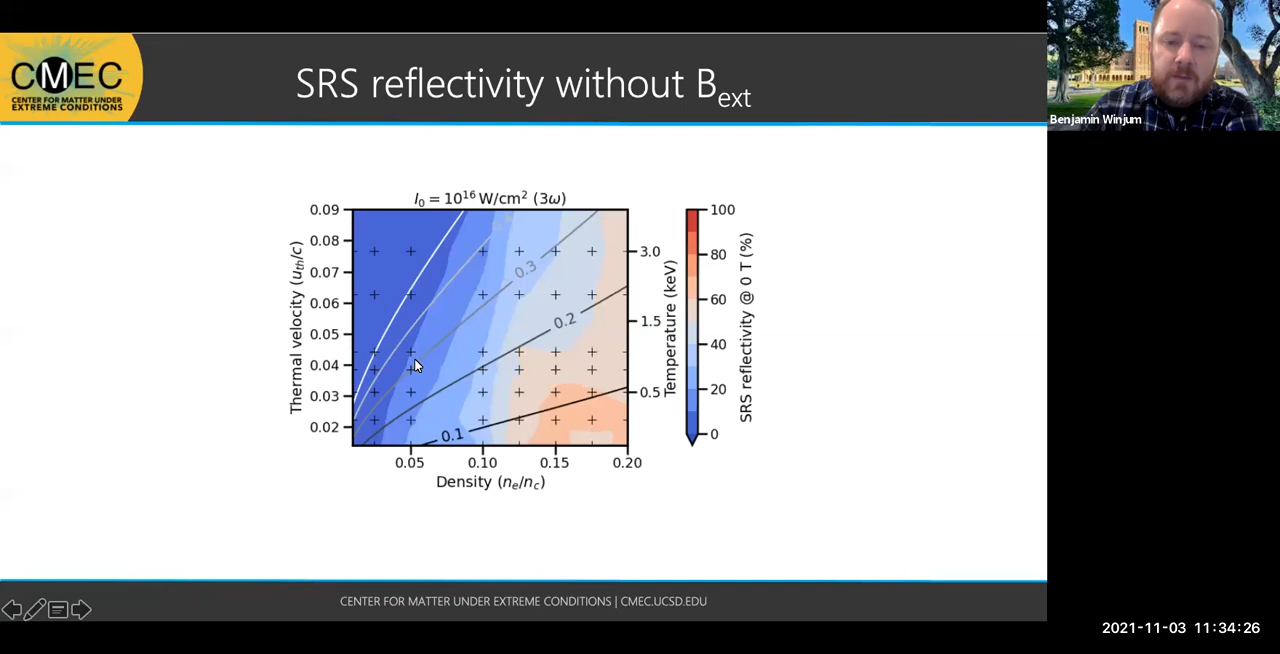 CMEC
CENTER FOR MATTER UNDER
EXTREME CONDITIONS
SRS reflectivity without B_ext
Benjamin Winjum
I₀ = 10¹⁶ W/cm² (3ω)
0.09
0.08
0.07
0.06
0.05
0.04
0.03
0.02
Thermal velocity (u_th/c)
0.3
0.2
0.1
0.05
0.10
0.15
0.20
Density (n_e/n_c)
3.0
1.5
0.5
Temperature (keV)
100
80
60
40
20
0
SRS reflectivity @ 0 T (%)
CENTER FOR MATTER UNDER EXTREME CONDITIONS | CMEC.UCSD.EDU
2021-11-03 11:34:26